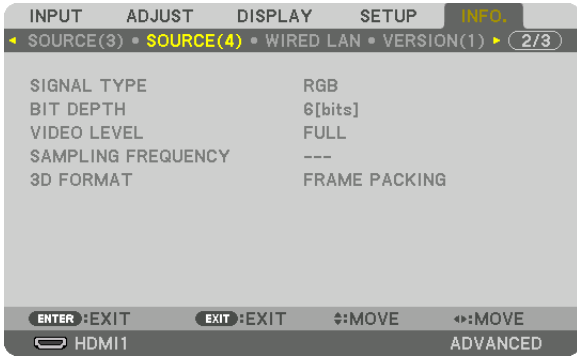 INPUT ADJUST DISPLAY SETUP INFO.
◄ SOURCE(3) ● SOURCE(4) ● WIRED LAN ● VERSION(1) ► 2/3
SIGNAL TYPE RGB
BIT DEPTH 6[bits]
VIDEO LEVEL FULL
SAMPLING FREQUENCY ---
3D FORMAT FRAME PACKING
ENTER :EXIT EXIT :EXIT ♦:MOVE ◄►:MOVE
HDMI1 ADVANCED